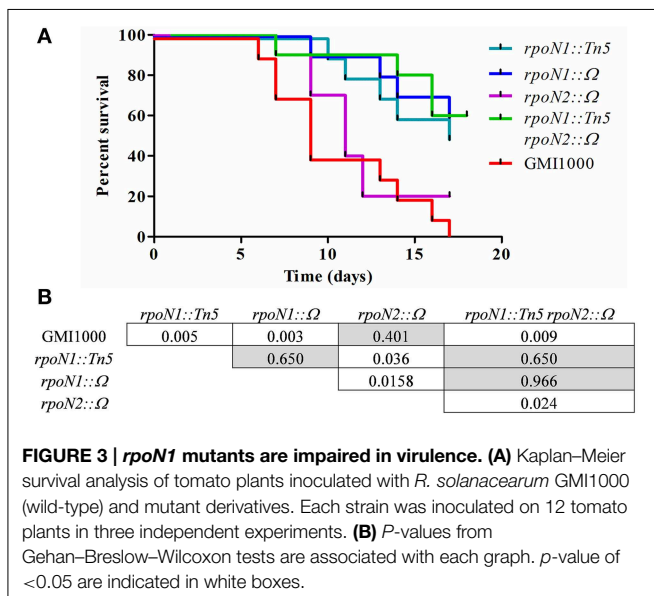 A
100
80
60
40
20
0
Percent survival
0
5
10
15
20
Time (days)
rpoN1::Tn5
rpoN1::Ω
rpoN2::Ω
rpoN1::Tn5
rpoN2::Ω
GMI1000
B
rpoN1::Tn5 rpoN1::Ω rpoN2::Ω rpoN1::Tn5 rpoN2::Ω
GMI1000 0.005 0.003 0.401 0.009
rpoN1::Tn5 0.650 0.036 0.650
rpoN1::Ω 0.0158 0.966
rpoN2::Ω 0.024
FIGURE 3 | rpoN1 mutants are impaired in virulence. (A) Kaplan–Meier
survival analysis of tomato plants inoculated with R. solanacearum GMI1000
(wild-type) and mutant derivatives. Each strain was inoculated on 12 tomato
plants in three independent experiments. (B) P-values from
Gehan–Breslow–Wilcoxon tests are associated with each graph. p-value of
<0.05 are indicated in white boxes.